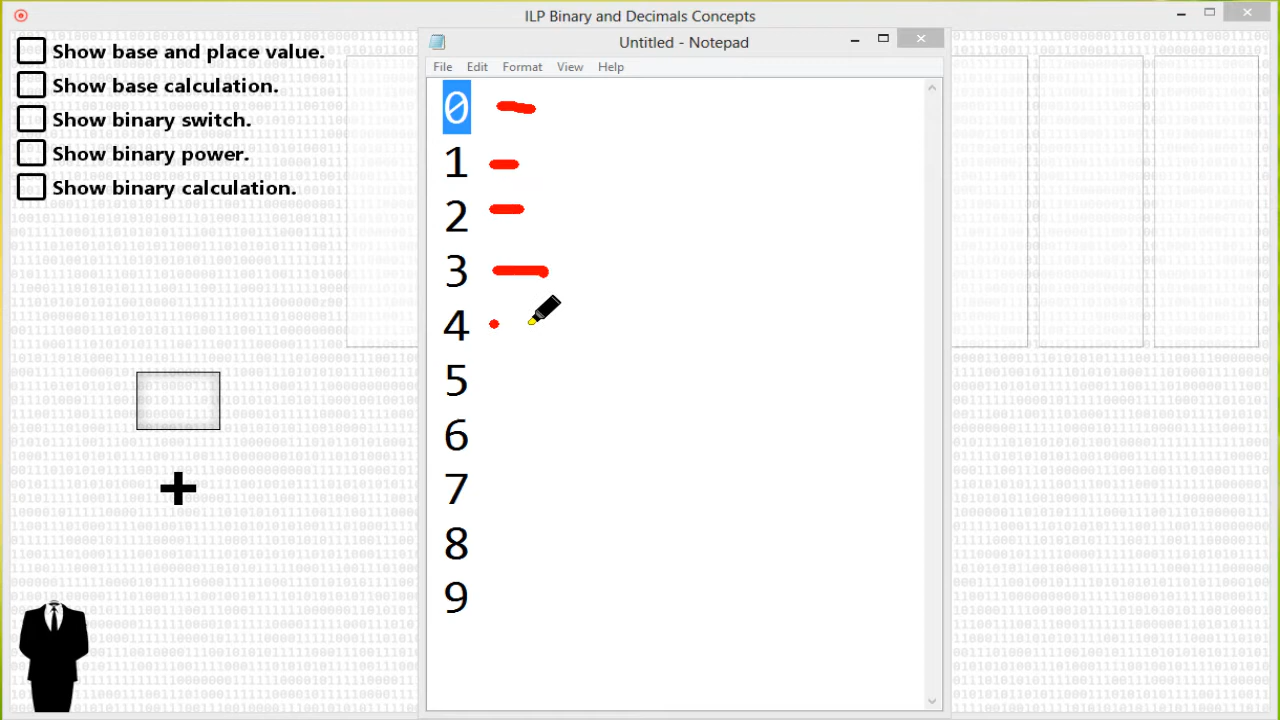 ILP Binary and Decimals Concepts
Show base and place value.
Show base calculation.
Show binary switch.
Show binary power.
Show binary calculation.
+
Untitled - Notepad
File Edit Format View Help
0
1
2
3
4
5
6
7
8
9